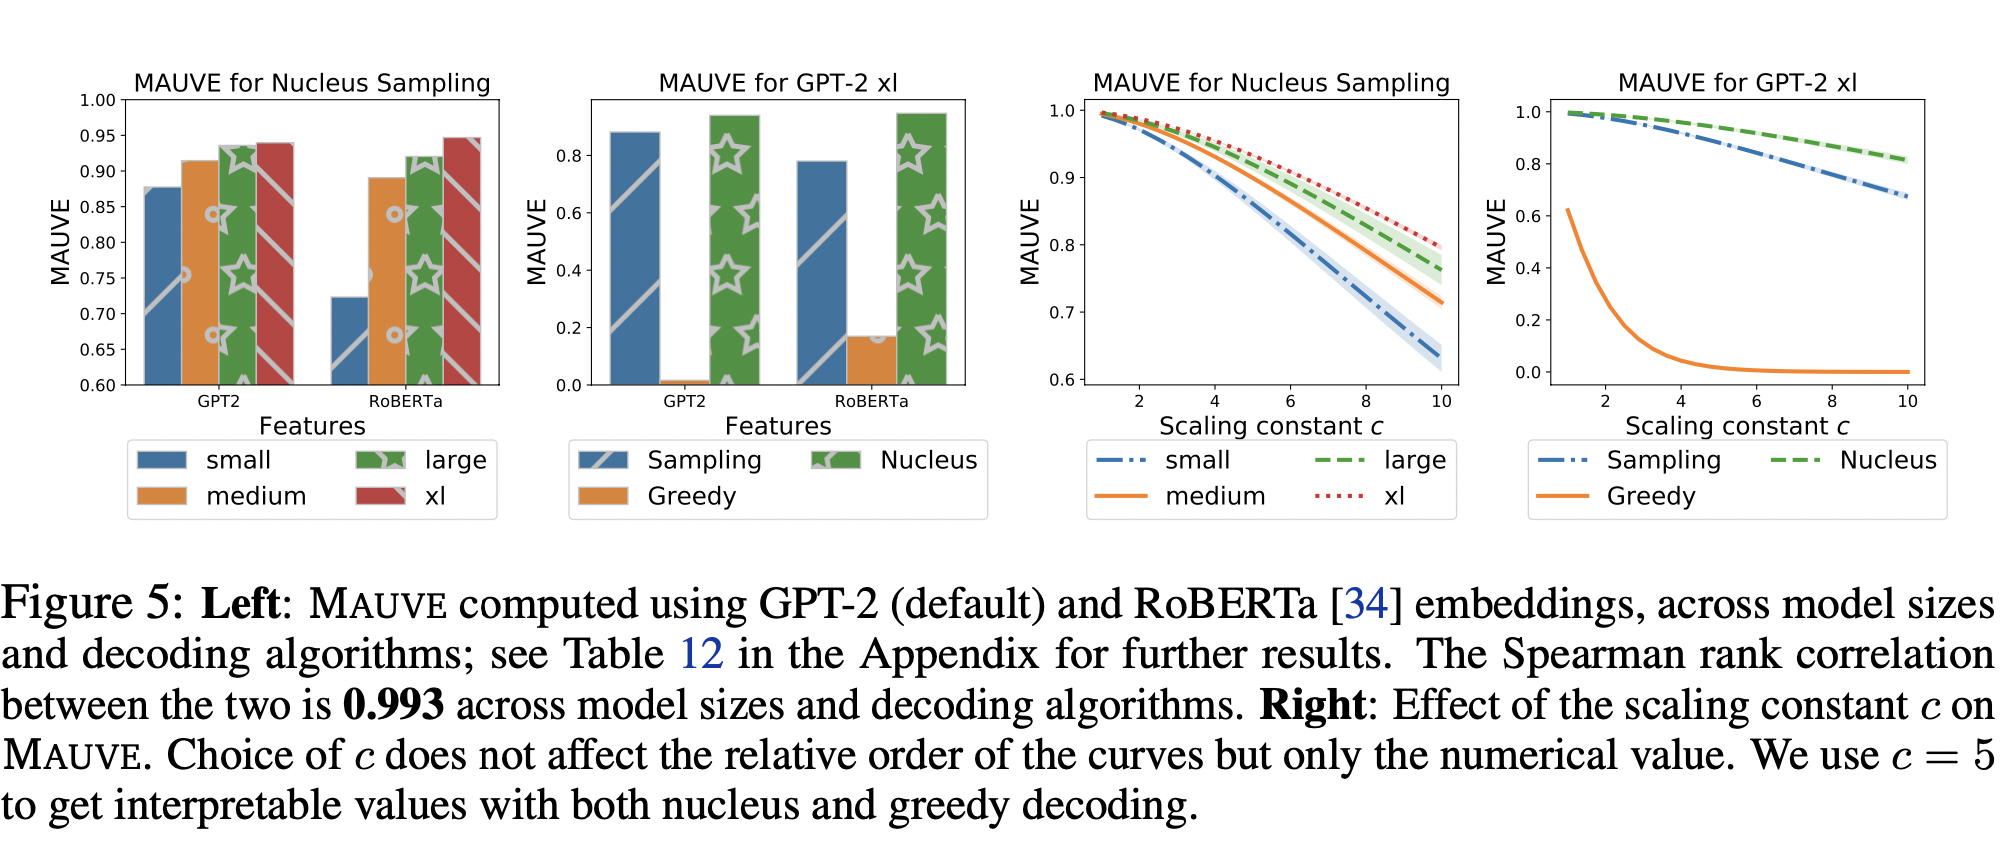 MAUVE for Nucleus Sampling
MAUVE
1.00
0.95
0.90
0.85
0.80
0.75
0.70
0.65
0.60
GPT2 RoBERTa
Features
small large
medium xl
MAUVE for GPT-2 xl
MAUVE
0.8
0.6
0.4
0.2
0.0
GPT2 RoBERTa
Features
Sampling Nucleus
Greedy
MAUVE for Nucleus Sampling
MAUVE
1.0
0.9
0.8
0.7
0.6
2 4 6 8 10
Scaling constant c
small large
medium xl
MAUVE for GPT-2 xl
MAUVE
1.0
0.8
0.6
0.4
0.2
0.0
2 4 6 8 10
Scaling constant c
Sampling Nucleus
Greedy
Figure 5: Left: MAUVE computed using GPT-2 (default) and RoBERTa [34] embeddings, across model sizes
and decoding algorithms; see Table 12 in the Appendix for further results. The Spearman rank correlation
between the two is 0.993 across model sizes and decoding algorithms. Right: Effect of the scaling constant c on
MAUVE. Choice of c does not affect the relative order of the curves but only the numerical value. We use c = 5
to get interpretable values with both nucleus and greedy decoding.